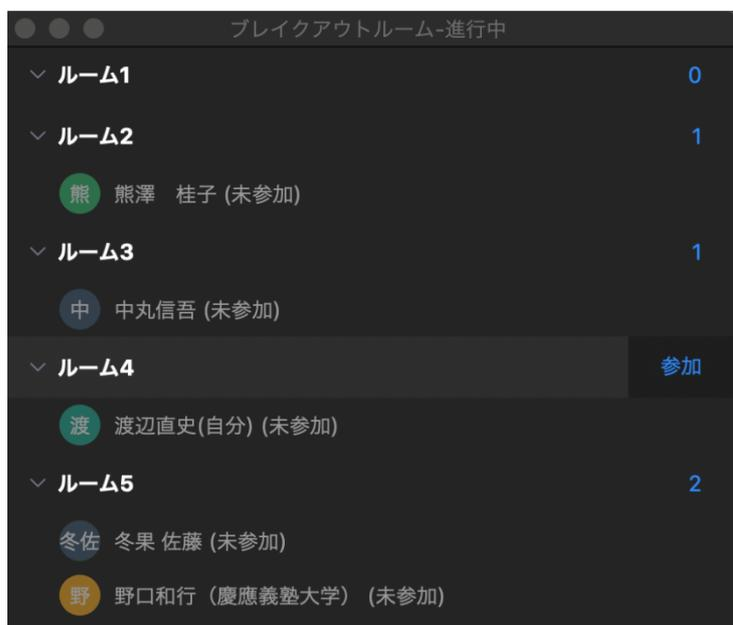 ブレイクアウトルーム-進行中
ルーム1 0
ルーム2 1
熊 熊澤　桂子 (未参加)
ルーム3 1
中 中丸信吾 (未参加)
ルーム4 参加
渡 渡辺直史(自分) (未参加)
ルーム5 2
冬佐 冬果 佐藤 (未参加)
野 野口和行（慶應義塾大学） (未参加)